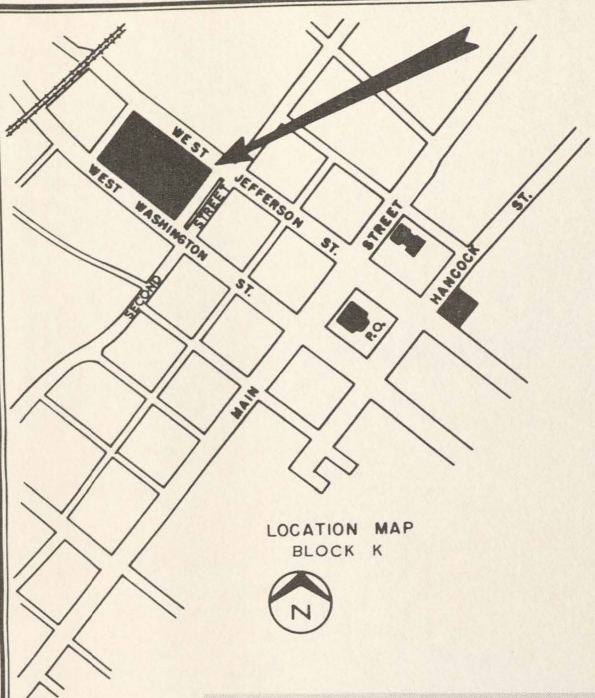 WEST
JEFFERSON
ST.
WEST
WASHINGTON
ST.
STREET
SECOND
STREET
MAIN
HANCOCK
ST.
P.O.
LOCATION MAP
BLOCK K
N